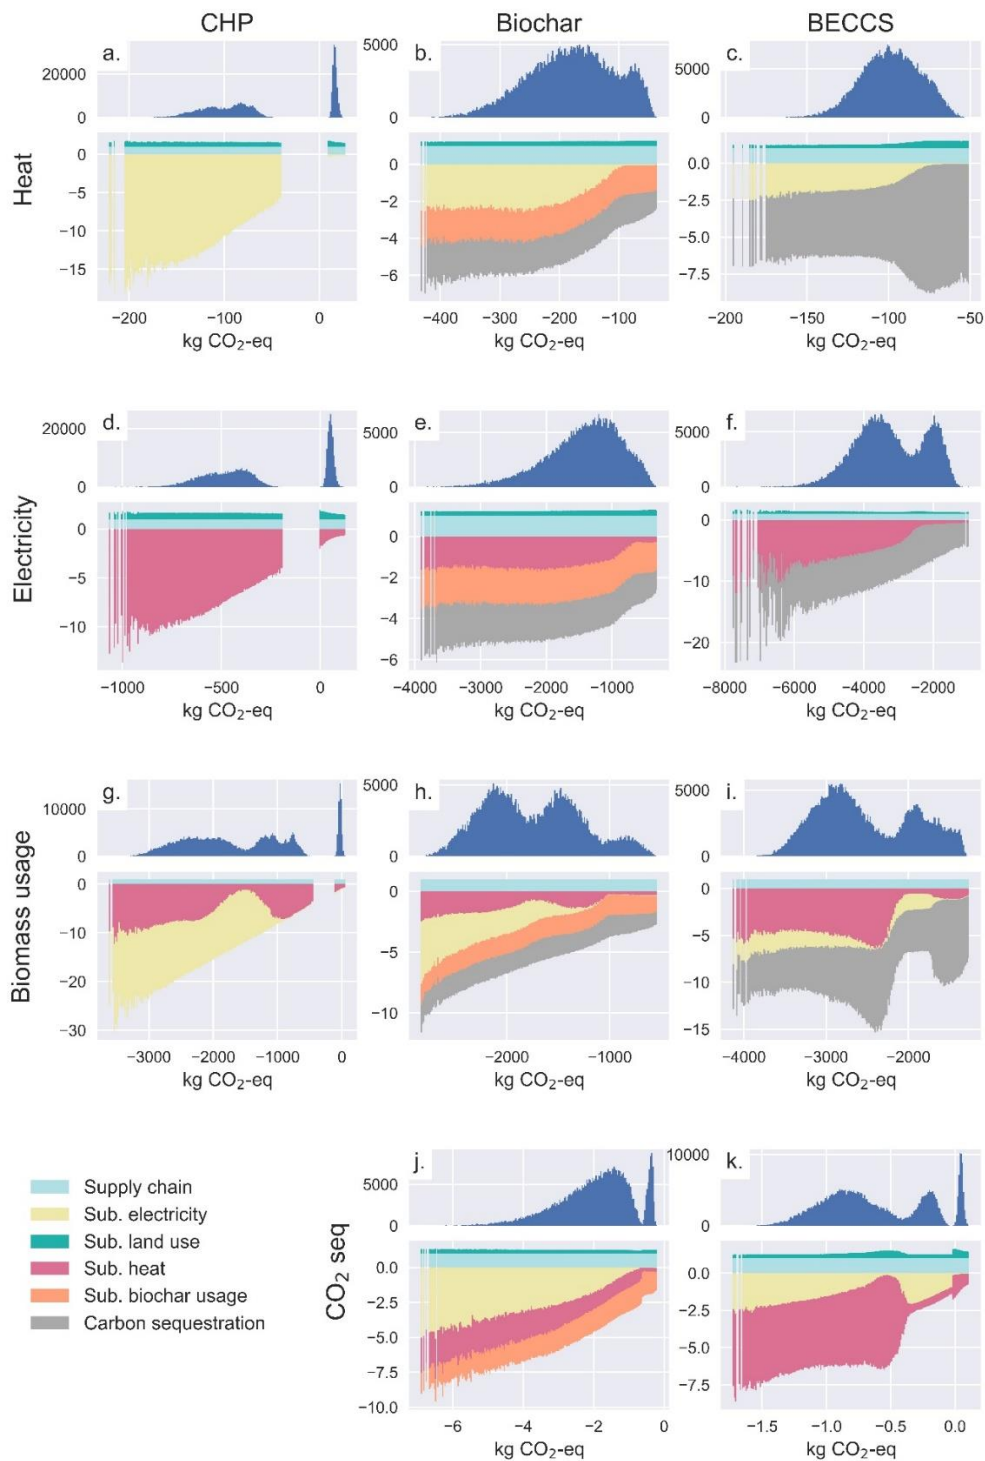 CHP Biochar BECCS
a. b. c.
20000
0
5000
0
5000
0
Heat
0
−5
−10
−15
−200 −100 0
kg CO₂-eq
0
−2
−4
−6
−400 −300 −200 −100
kg CO₂-eq
0.0
−2.5
−5.0
−7.5
−200 −150 −100 −50
kg CO₂-eq
d. e. f.
20000
0
5000
0
5000
0
Electricity
0
−5
−10
−1000 −500 0
kg CO₂-eq
0
−2
−4
−6
−4000 −3000 −2000 −1000
kg CO₂-eq
0
−10
−20
−8000 −6000 −4000 −2000
kg CO₂-eq
g. h. i.
10000
0
5000
0
5000
0
Biomass usage
0
−10
−20
−30
−3000 −2000 −1000 0
kg CO₂-eq
0
−5
−10
−2000 −1000
kg CO₂-eq
0
−5
−10
−15
−4000 −3000 −2000
kg CO₂-eq
Supply chain
Sub. electricity
Sub. land use
Sub. heat
Sub. biochar usage
Carbon sequestration
j. k.
5000
0
10000
5000
0
CO₂ seq
0.0
−2.5
−5.0
−7.5
−10.0
−6 −4 −2 0
kg CO₂-eq
0.0
−2.5
−5.0
−7.5
−1.5 −1.0 −0.5 0.0
kg CO₂-eq